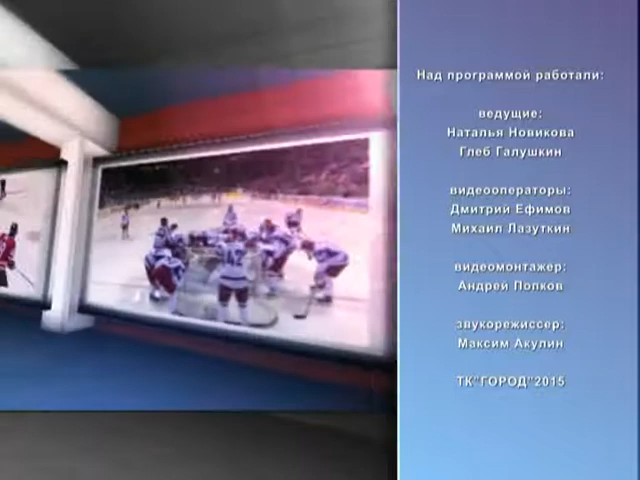 Над программой работали:
ведущие:
Наталья Новикова
Глеб Галушкин
видеооператоры:
Дмитрий Ефимов
Михаил Лазуткин
видеомонтажер:
Андрей Попков
звукорежиссер:
Максим Акулин
ТК"ГОРОД"2015